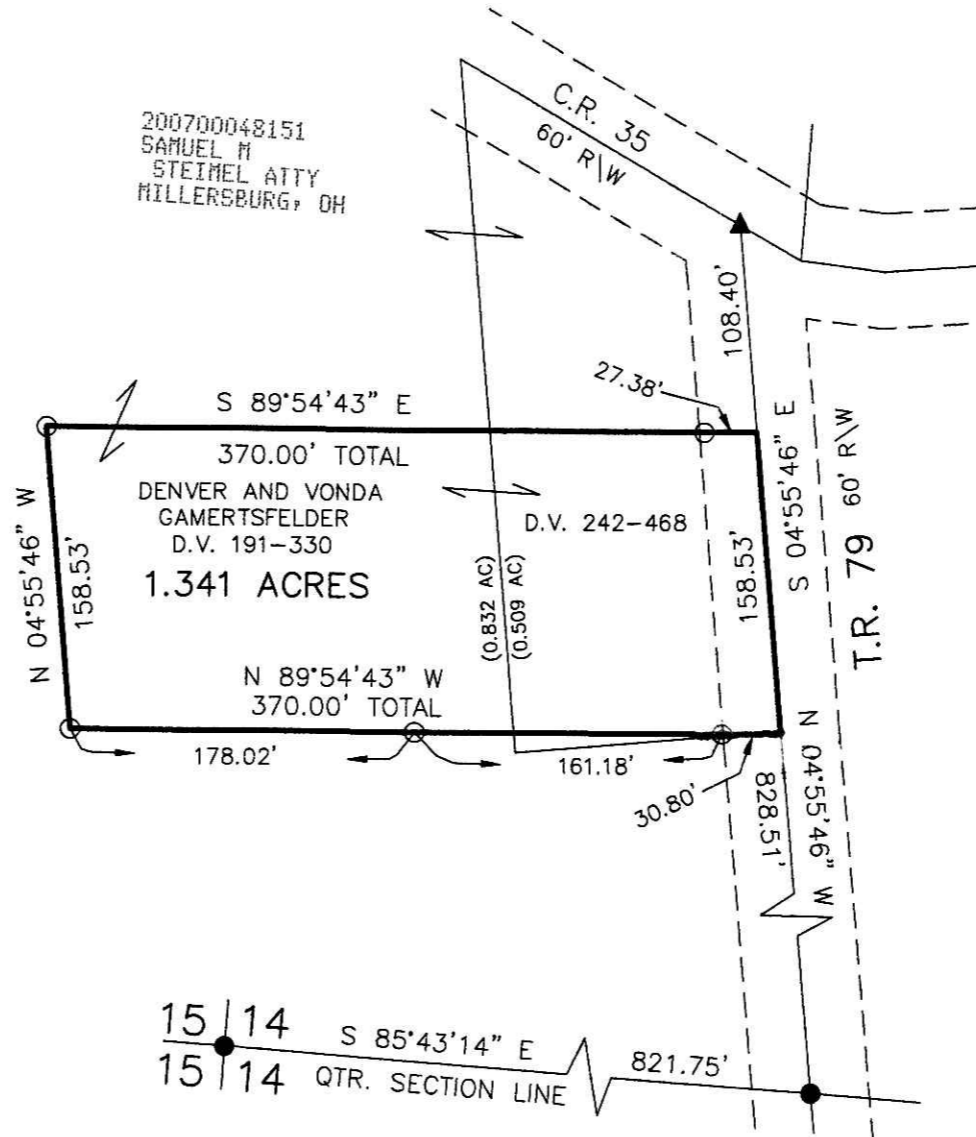 200700048151
SAMUEL M
STEIMEL ATTY
MILLERSBURG, OH
C.R. 35
60' R\W
108.40'
27.38'
S 89°54'43" E
370.00' TOTAL
DENVER AND VONDA
GAMERTSFELDER
D.V. 191-330
1.341 ACRES
D.V. 242-468
(0.832 AC)
(0.509 AC)
N 04°55'46" W
158.53'
158.53'
S 04°55'46" E
T.R. 79 60' R\W
N 89°54'43" W
370.00' TOTAL
178.02'
161.18'
30.80'
828.51'
N 04°55'46" W
15 14
15 14
S 85°43'14" E
QTR. SECTION LINE
821.75'